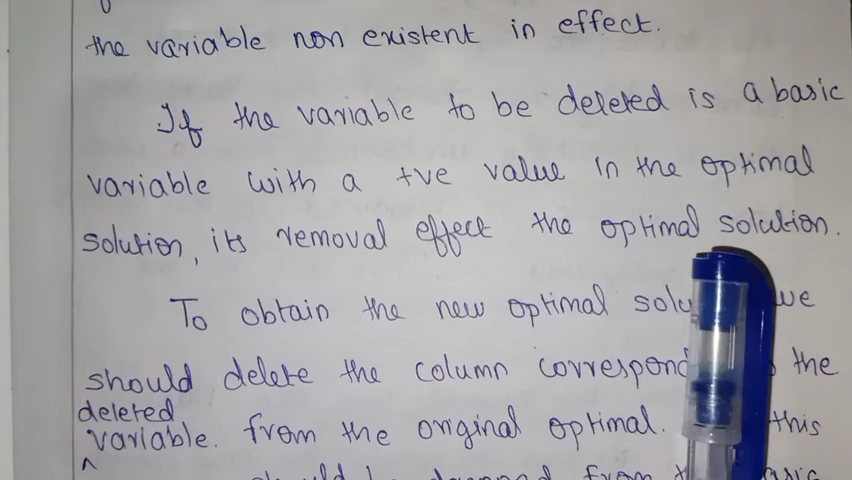 the variable non existent in effect.
If the variable to be deleted is a basic
variable with a +ve value in the optimal
solution, its removal effect the optimal solution.
To obtain the new optimal solu we
should delete the column correspond the
deleted
variable. from the original optimal. this
^
from